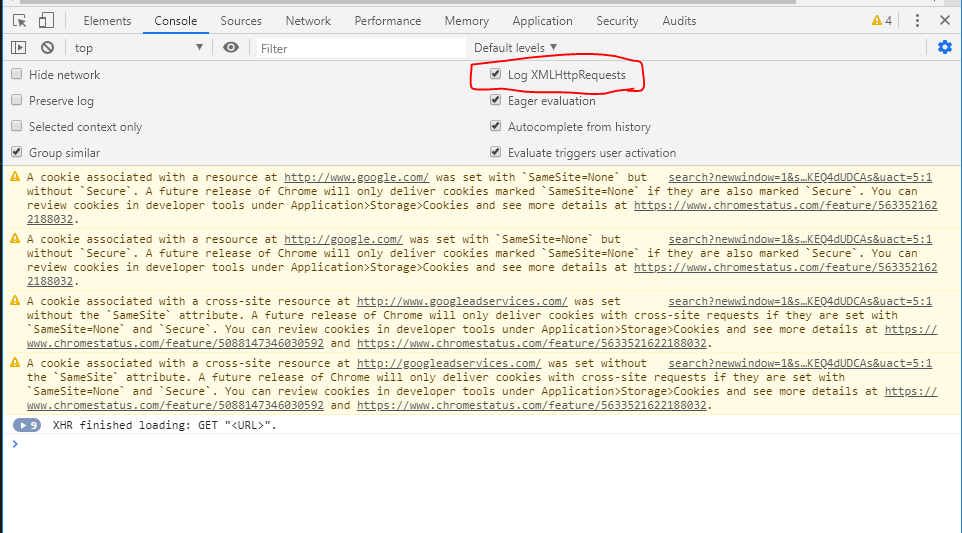 Elements Console Sources Network Performance Memory Application Security Audits 4
top Filter Default levels
Hide network Log XMLHttpRequests
Preserve log Eager evaluation
Selected context only Autocomplete from history
Group similar Evaluate triggers user activation
A cookie associated with a resource at http://www.google.com/ was set with `SameSite=None` but search?newwindow=1&s…KEQ4dUDCAs&uact=5:1
without `Secure`. A future release of Chrome will only deliver cookies marked `SameSite=None` if they are also marked `Secure`. You can
review cookies in developer tools under Application>Storage>Cookies and see more details at https://www.chromestatus.com/feature/563352162
2188032.
A cookie associated with a resource at http://google.com/ was set with `SameSite=None` but search?newwindow=1&s…KEQ4dUDCAs&uact=5:1
without `Secure`. A future release of Chrome will only deliver cookies marked `SameSite=None` if they are also marked `Secure`. You can
review cookies in developer tools under Application>Storage>Cookies and see more details at https://www.chromestatus.com/feature/563352162
2188032.
A cookie associated with a cross-site resource at http://www.googleadservices.com/ was set search?newwindow=1&s…KEQ4dUDCAs&uact=5:1
without the `SameSite` attribute. A future release of Chrome will only deliver cookies with cross-site requests if they are set with
`SameSite=None` and `Secure`. You can review cookies in developer tools under Application>Storage>Cookies and see more details at https://
www.chromestatus.com/feature/5088147346030592 and https://www.chromestatus.com/feature/5633521622188032.
A cookie associated with a cross-site resource at http://googleadservices.com/ was set without search?newwindow=1&s…KEQ4dUDCAs&uact=5:1
the `SameSite` attribute. A future release of Chrome will only deliver cookies with cross-site requests if they are set with
`SameSite=None` and `Secure`. You can review cookies in developer tools under Application>Storage>Cookies and see more details at https://
www.chromestatus.com/feature/5088147346030592 and https://www.chromestatus.com/feature/5633521622188032.
9 XHR finished loading: GET "<URL>".